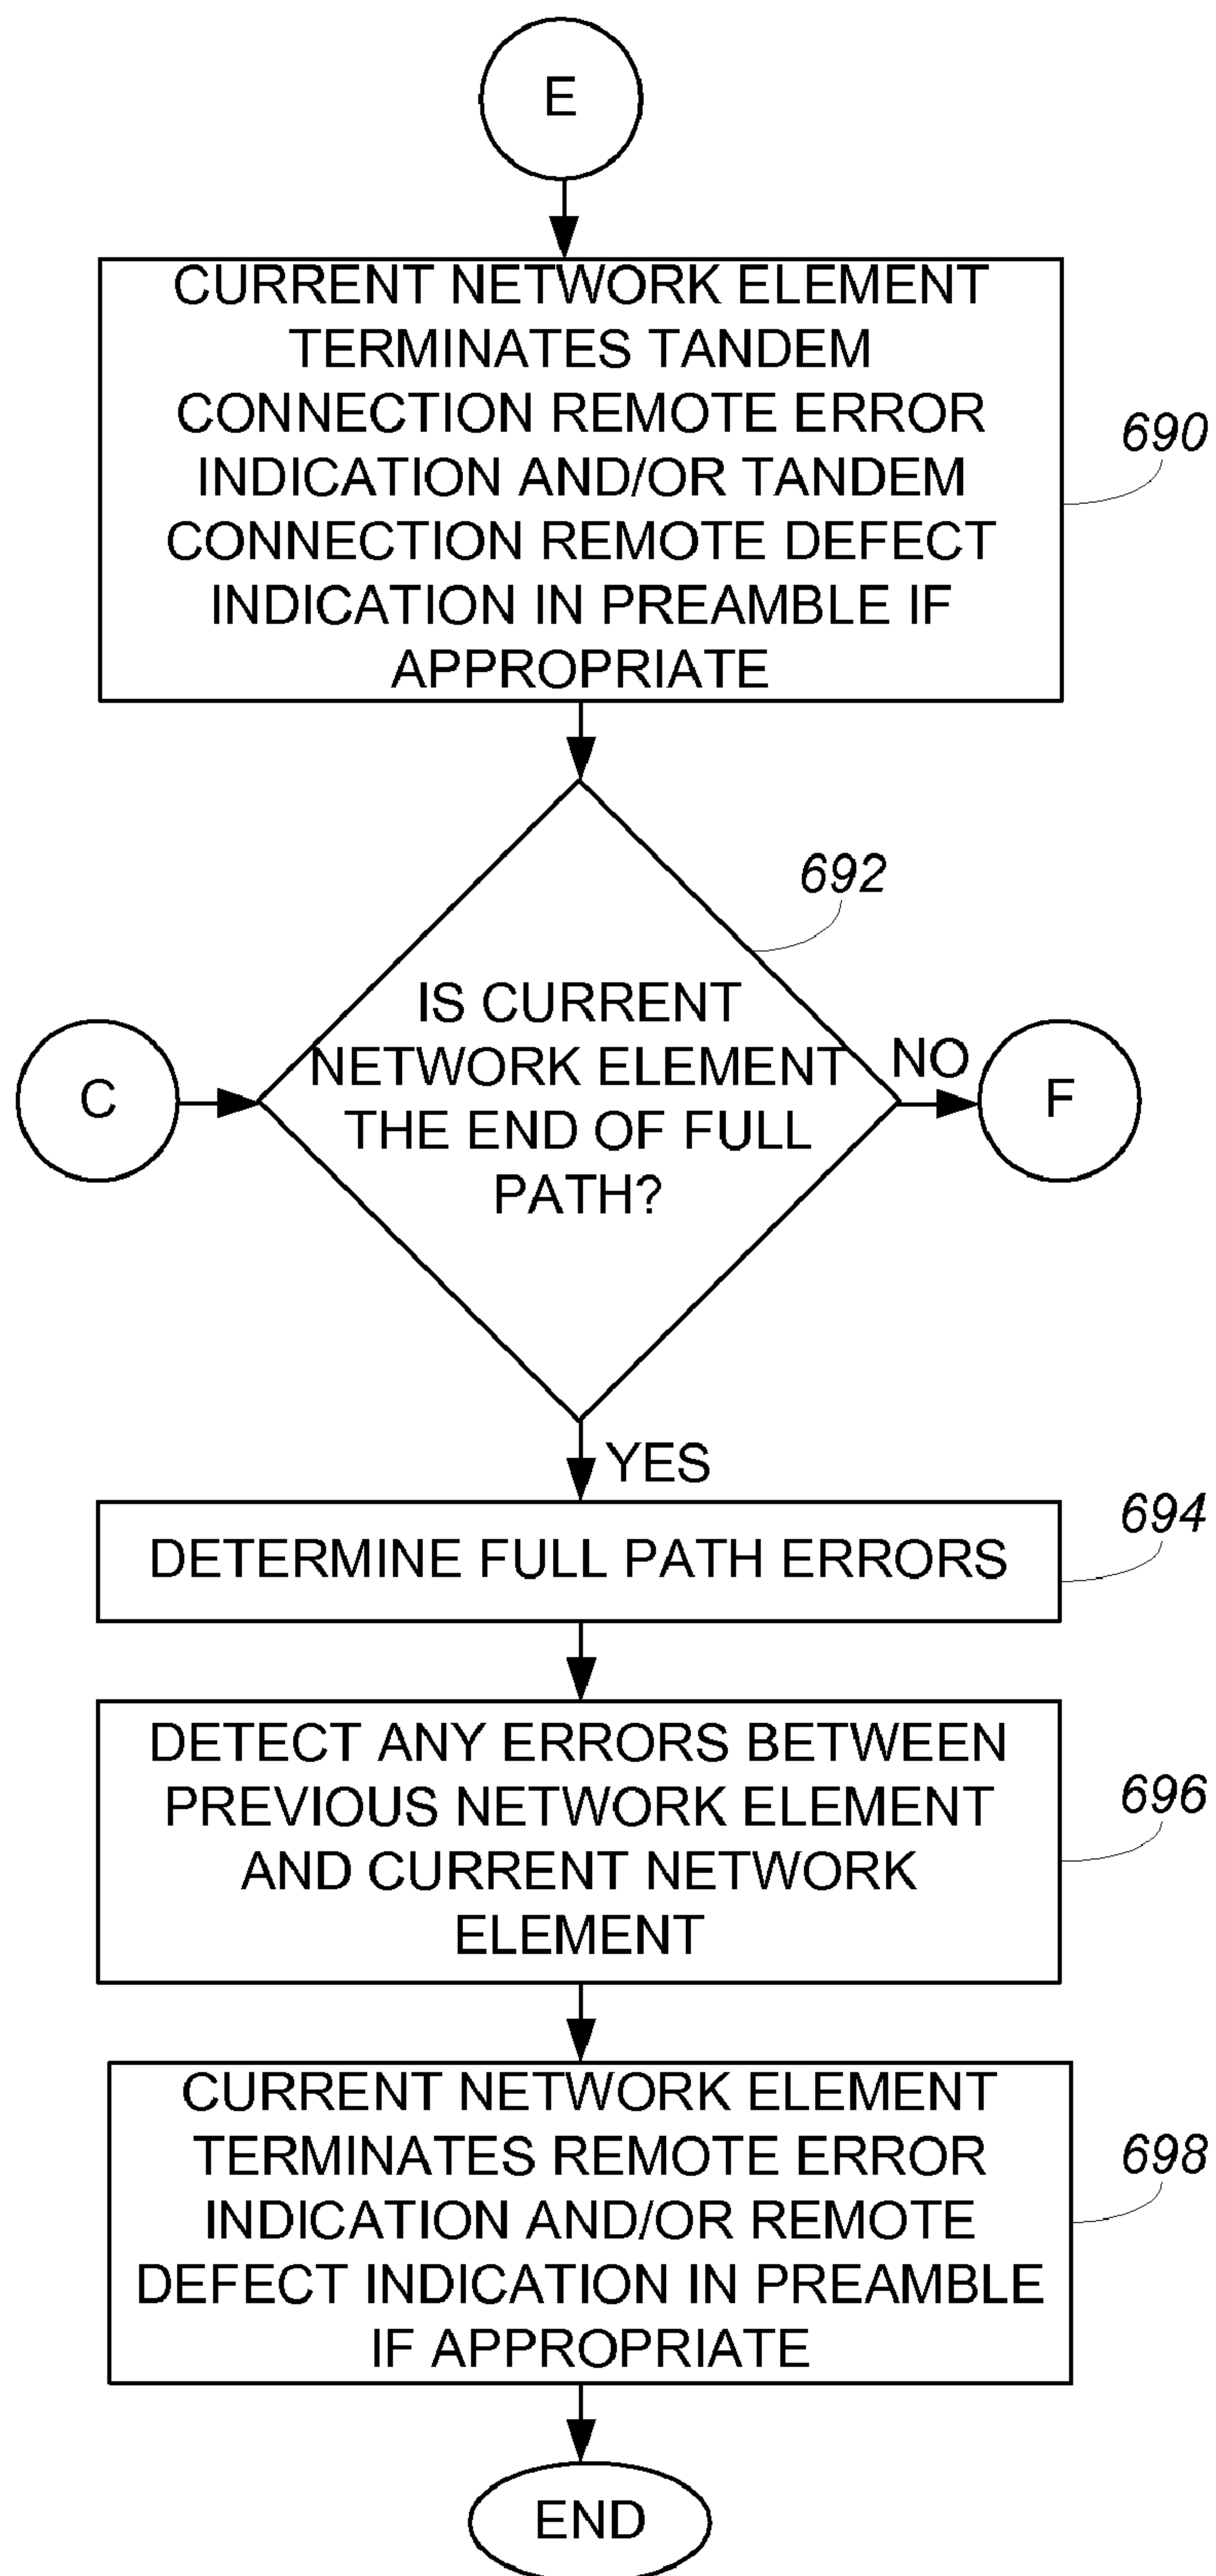 E
CURRENT NETWORK ELEMENT
TERMINATES TANDEM
CONNECTION REMOTE ERROR
INDICATION AND/OR TANDEM
CONNECTION REMOTE DEFECT
INDICATION IN PREAMBLE IF
APPROPRIATE
690
692
IS CURRENT
NETWORK ELEMENT
THE END OF FULL
PATH?
C
NO
F
YES
DETERMINE FULL PATH ERRORS
694
DETECT ANY ERRORS BETWEEN
PREVIOUS NETWORK ELEMENT
AND CURRENT NETWORK
ELEMENT
696
CURRENT NETWORK ELEMENT
TERMINATES REMOTE ERROR
INDICATION AND/OR REMOTE
DEFECT INDICATION IN PREAMBLE
IF APPROPRIATE
698
END